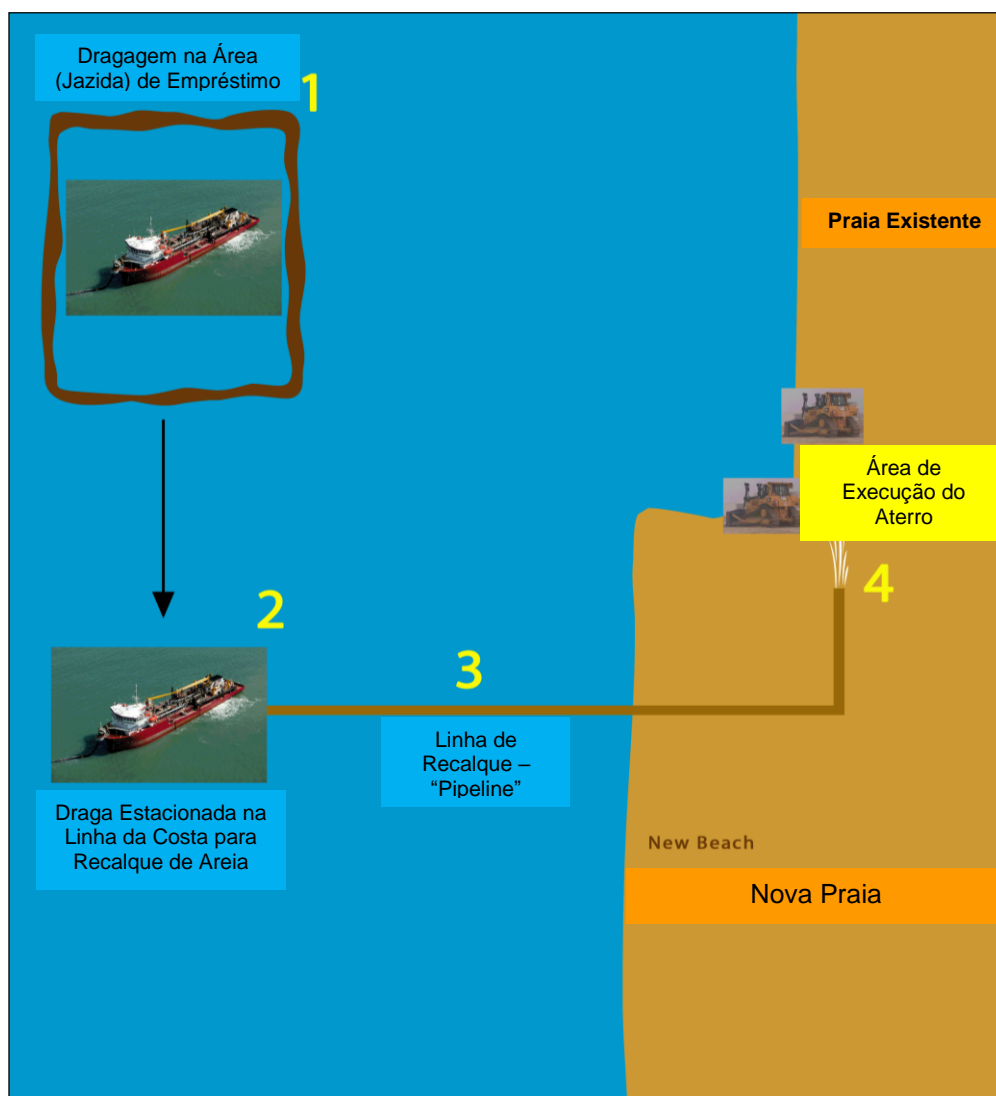 Dragagem na Área
(Jazida) de Empréstimo
1
Praia Existente
Área de
Execução do
Aterro
4
2
3
Linha de
Recalque –
“Pipeline”
Draga Estacionada na
Linha da Costa para
Recalque de Areia
New Beach
Nova Praia